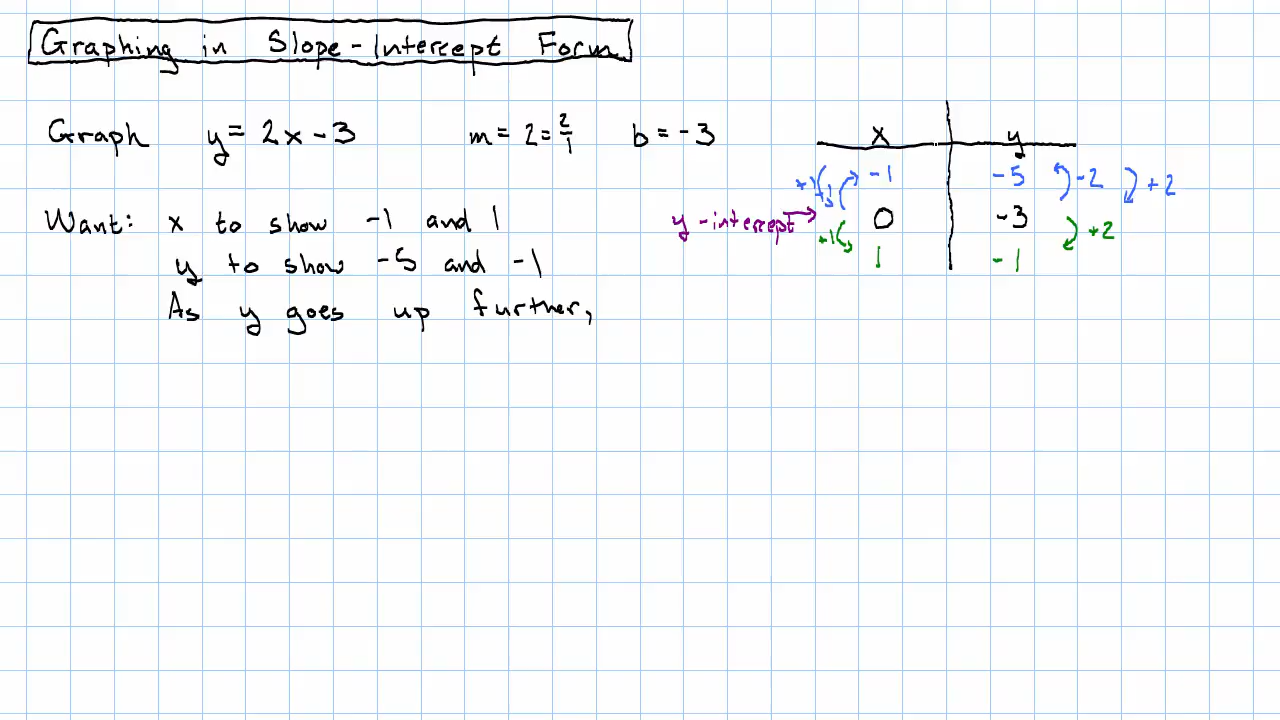 Graphing in Slope-Intercept Form
Graph y = 2x - 3 m = 2 = 2/1 b = -3
x y
+1 -1 -5 -2 +2
y-intercept → 0 -3
+1 +2
1 -1
Want: x to show -1 and 1
y to show -5 and -1
As y goes up further,